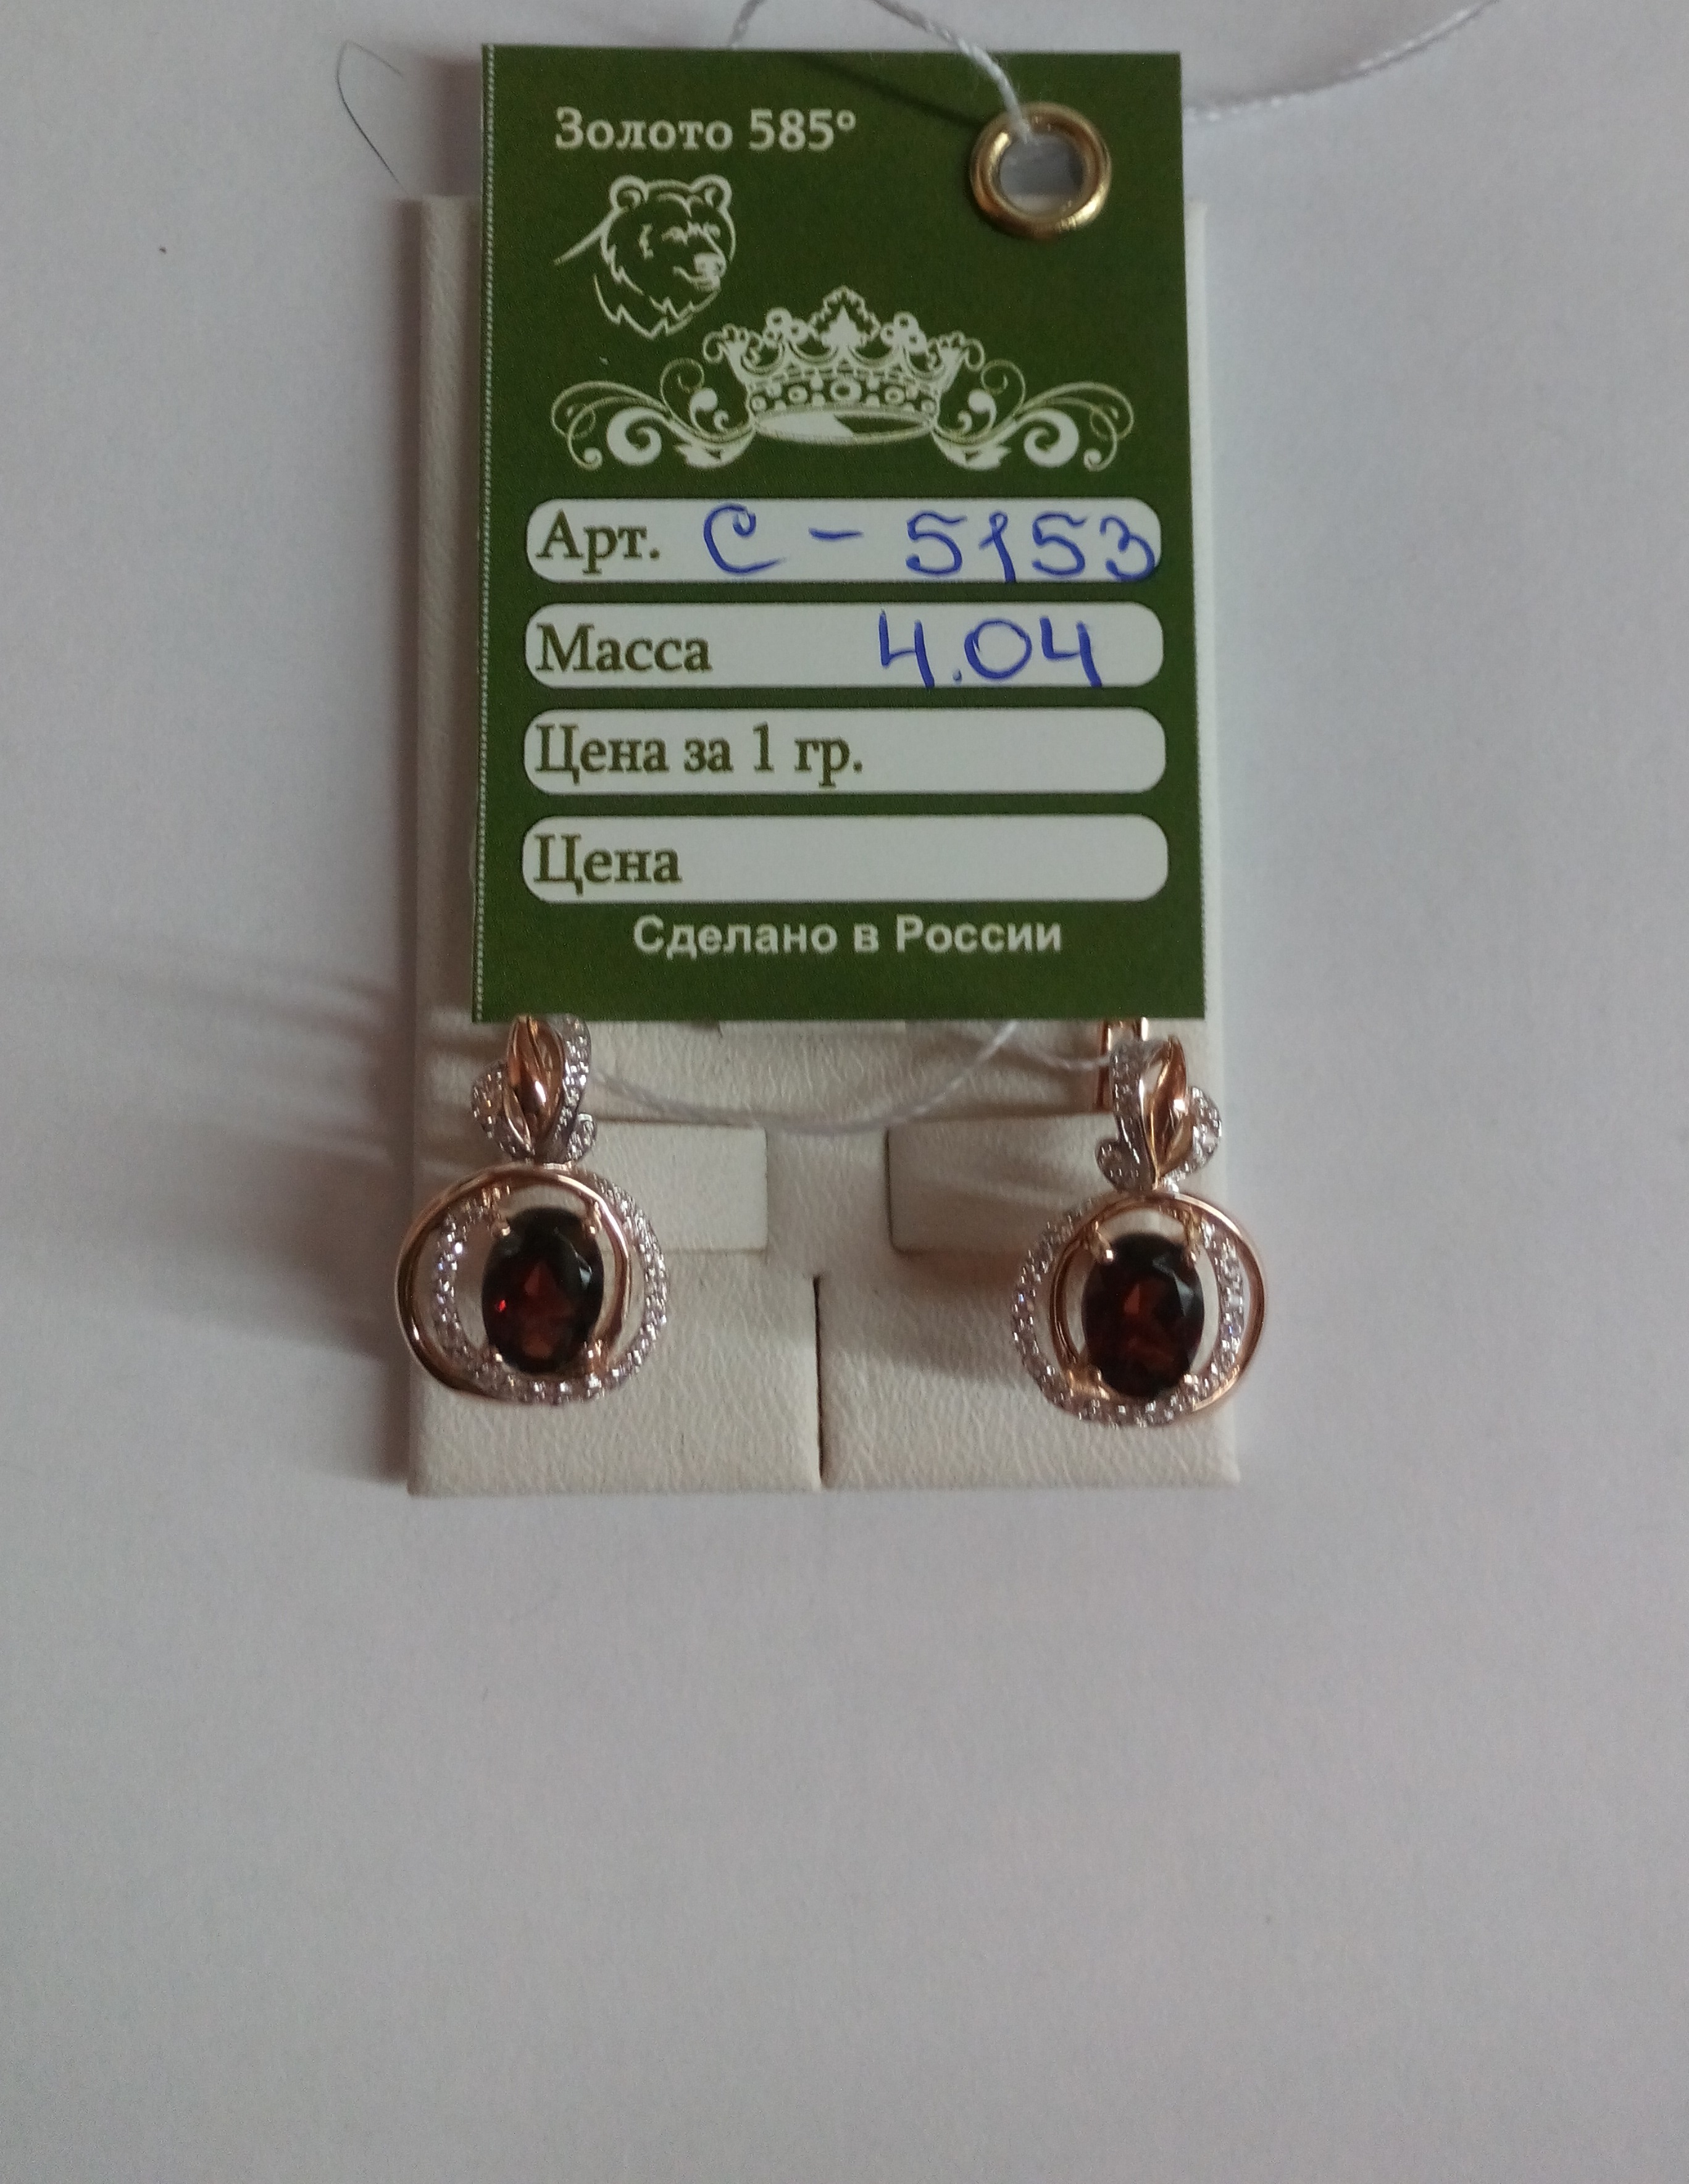 Золото 585°
Арт. С - 5153
Масса 4.04
Цена за 1 гр.
Цена
Сделано в России